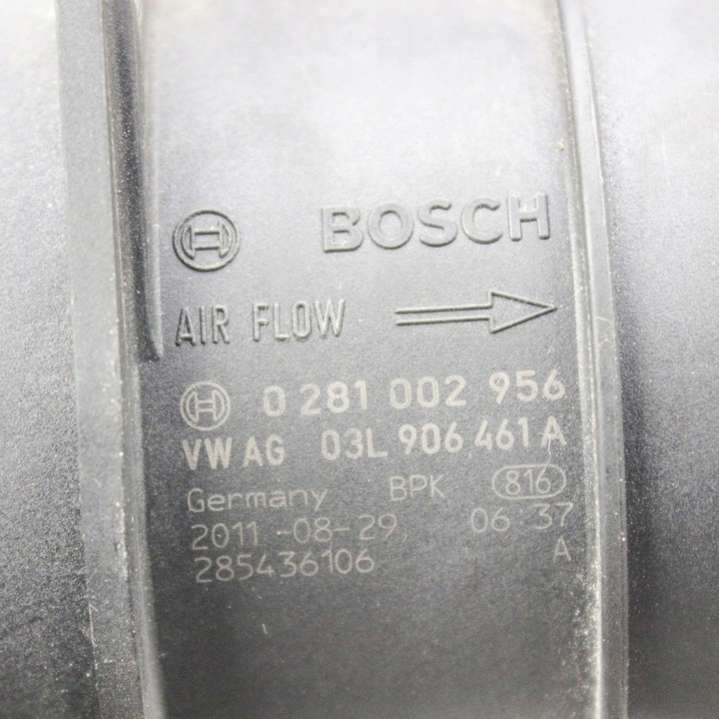 BOSCH
AIR FLOW
0 281 002 956
VW AG 03L 906 461 A
Germany BPK 816
2011-08-29, 06 37
285436106 A